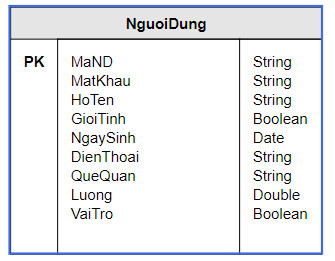 NguoiDung
PK MaND String
MatKhau String
HoTen String
GioiTinh Boolean
NgaySinh Date
DienThoai String
QueQuan String
Luong Double
VaiTro Boolean